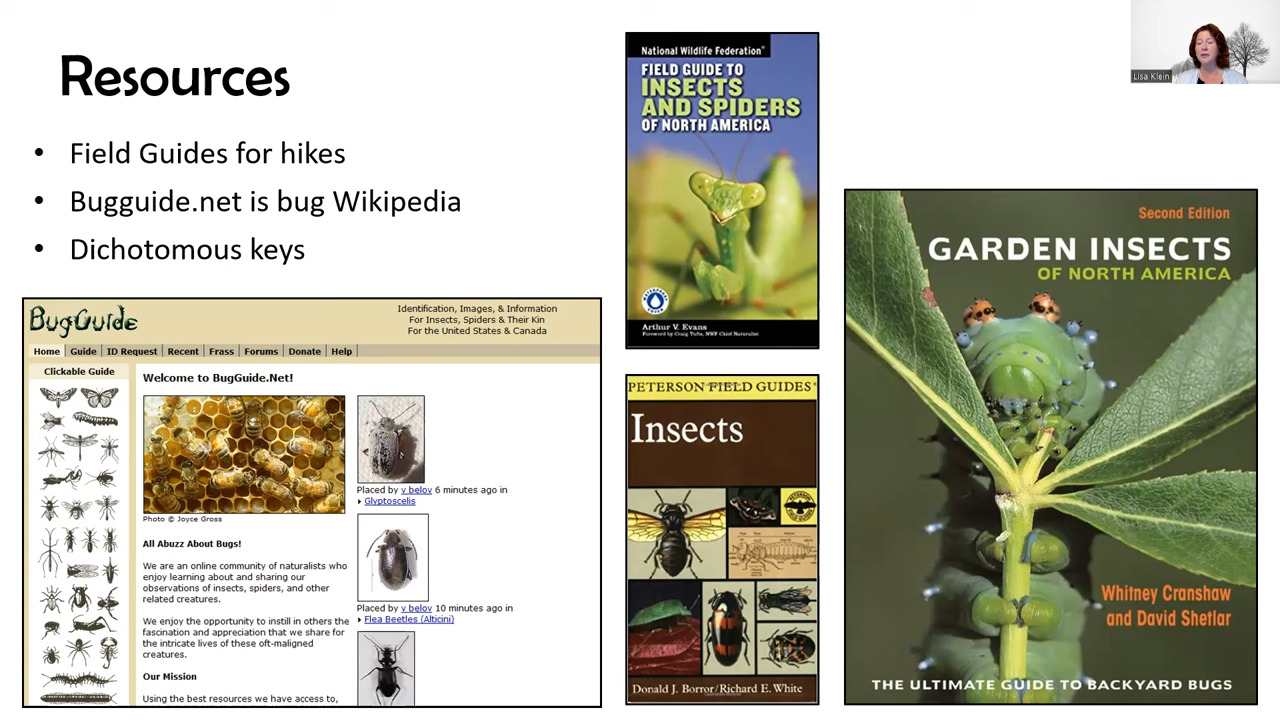 Resources
• Field Guides for hikes
• Bugguide.net is bug Wikipedia
• Dichotomous keys
BugGuide
Identification, Images, & Information
For Insects, Spiders & Their Kin
For the United States & Canada
Home Guide ID Request Recent Frass Forums Donate Help
Clickable Guide
Welcome to BugGuide.Net!
Photo © Joyce Gross
All Abuzz About Bugs!
We are an online community of naturalists who
enjoy learning about and sharing our
observations of insects, spiders, and other
related creatures.
We enjoy the opportunity to instill in others the
fascination and appreciation that we share for
the intricate lives of these oft-maligned
creatures.
Our Mission
Using the best resources we have access to,
Placed by v belov 6 minutes ago in
Glyptoscelis
Placed by v belov 10 minutes ago in
Flea Beetles (Alticini)
National Wildlife Federation®
FIELD GUIDE TO
INSECTS
AND SPIDERS
OF NORTH AMERICA
Arthur V. Evans
Foreword by Craig Tufts, NWF Chief Naturalist
PETERSON FIELD GUIDES®
Insects
Donald J. Borror/Richard E. White
Second Edition
GARDEN INSECTS
OF NORTH AMERICA
Whitney Cranshaw
and David Shetlar
THE ULTIMATE GUIDE TO BACKYARD BUGS
Lisa Klein